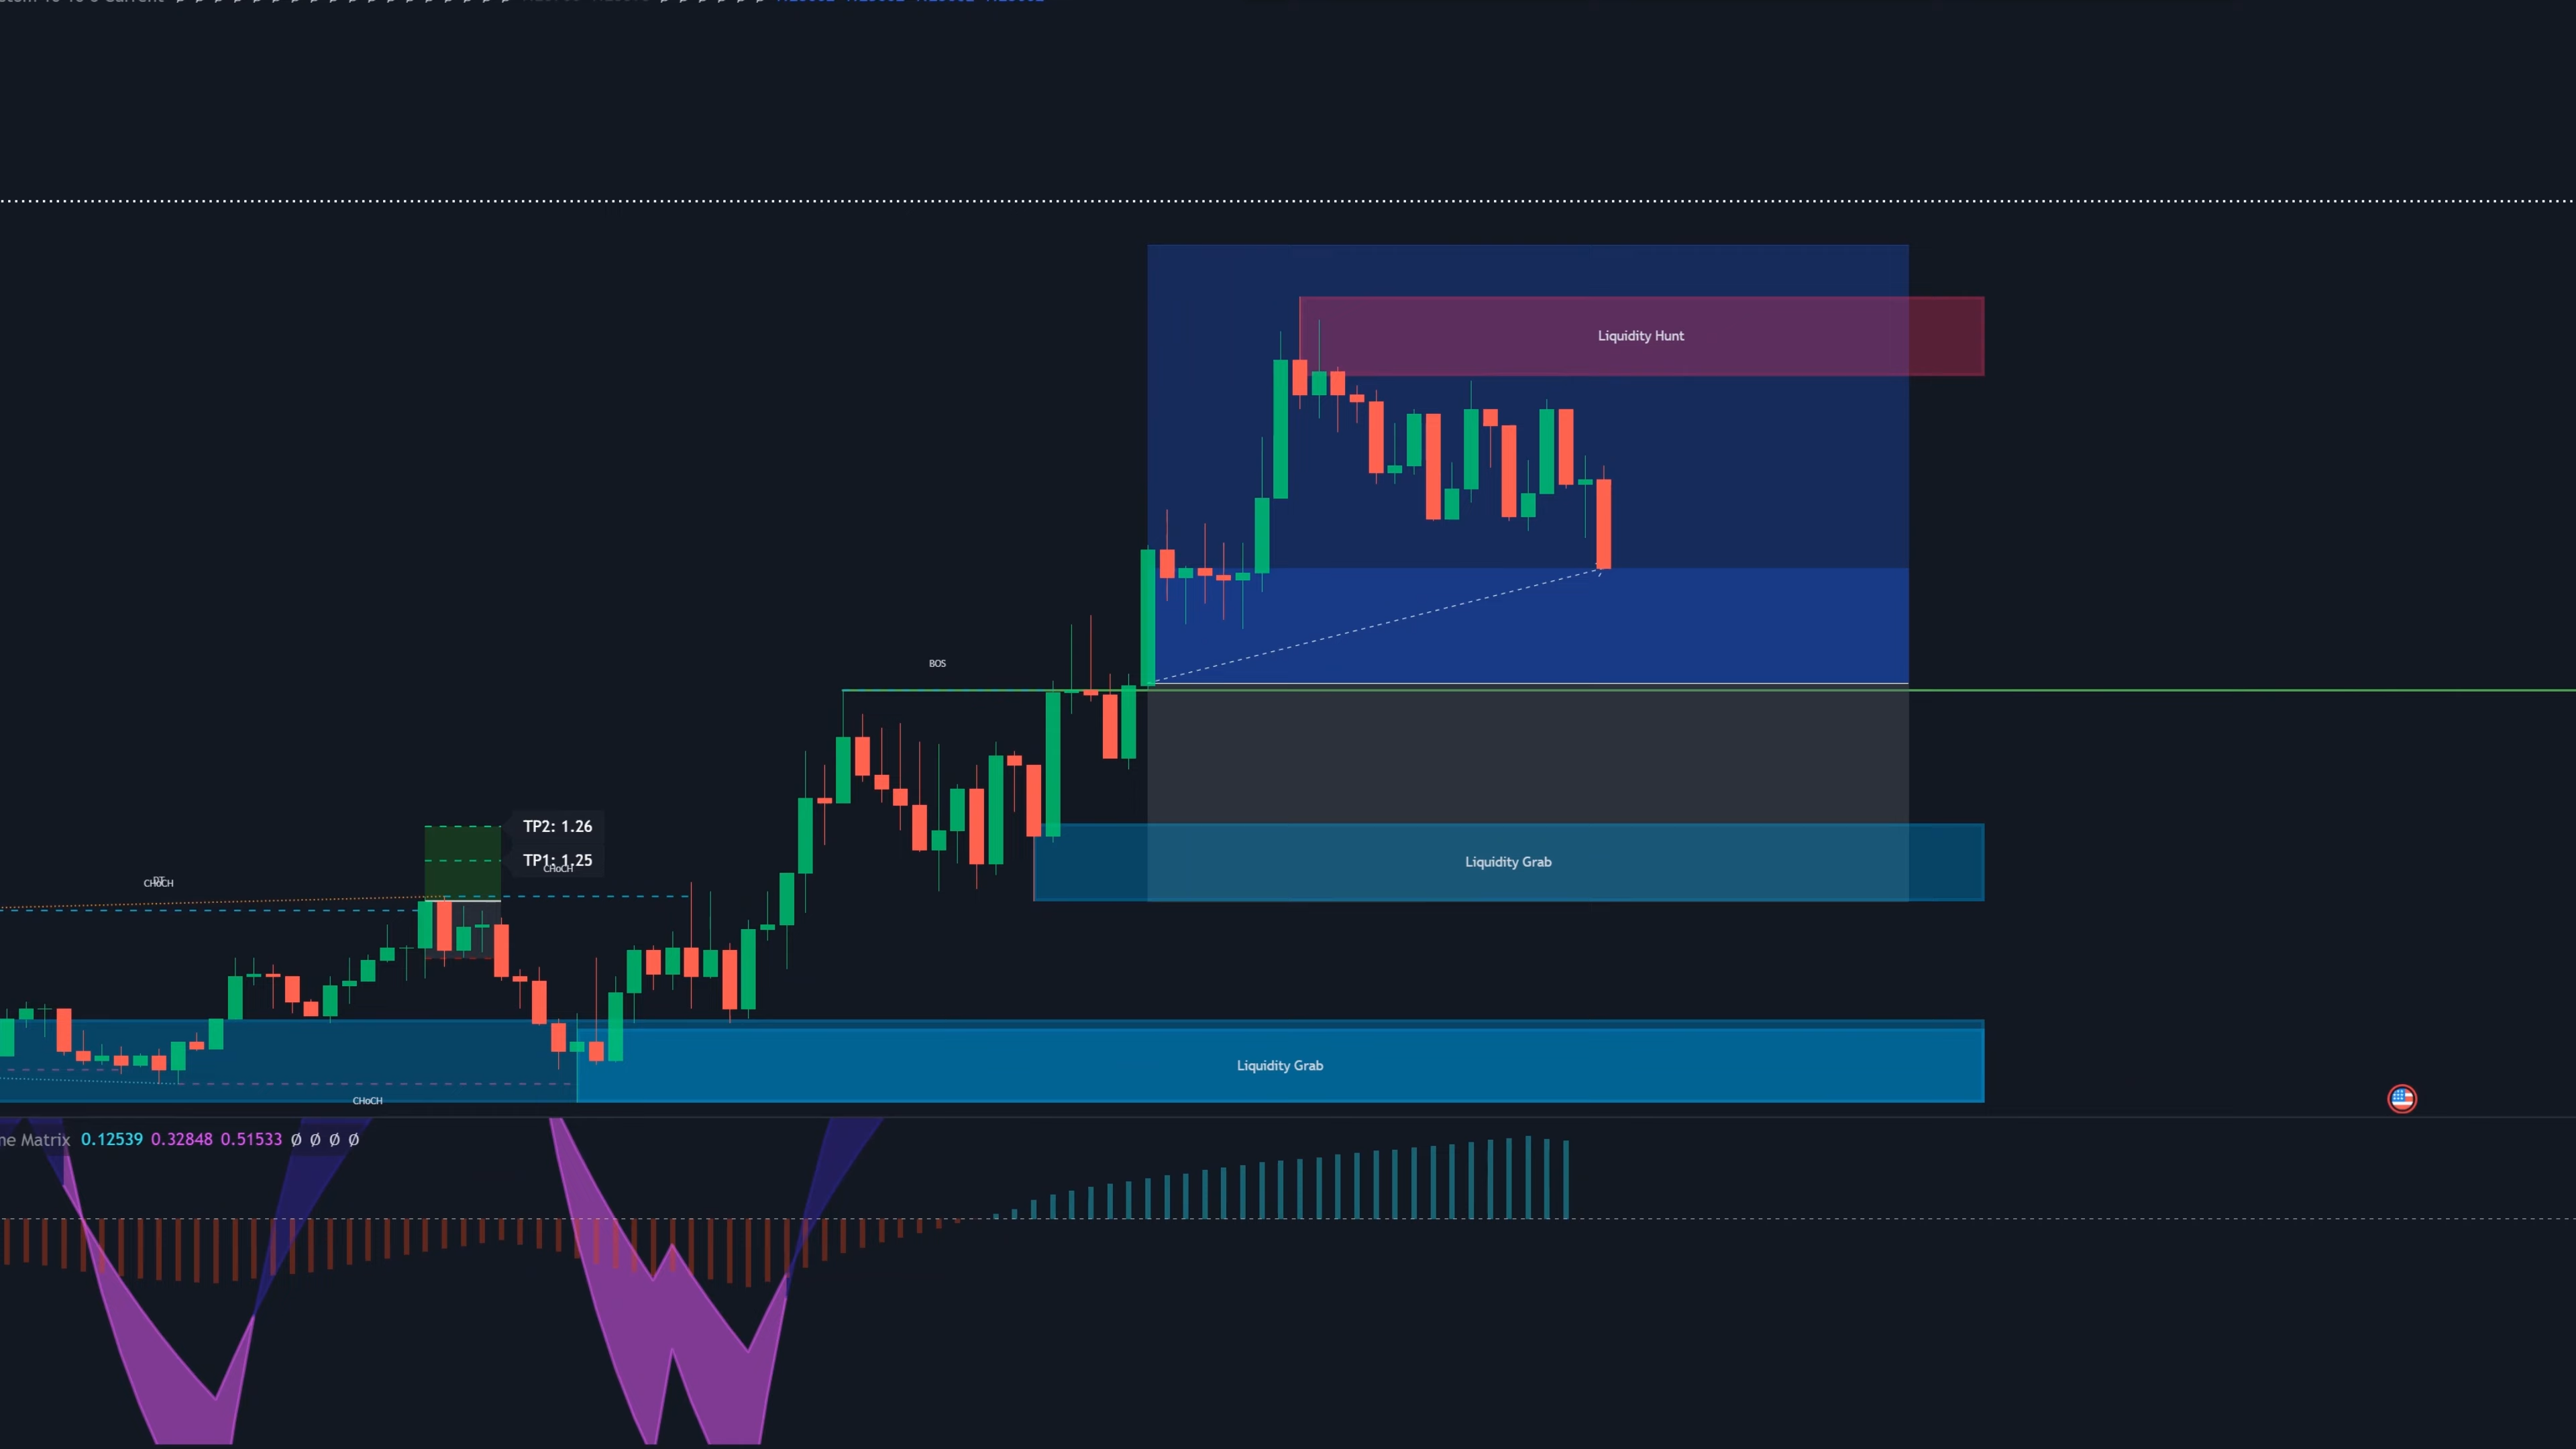 Liquidity Hunt
BOS
TP2: 1.26
TP1: 1.25
CHoCH
CHoCH
Liquidity Grab
Liquidity Grab
CHoCH
ne Matrix 0.12539 0.32848 0.51533 Ø Ø Ø Ø